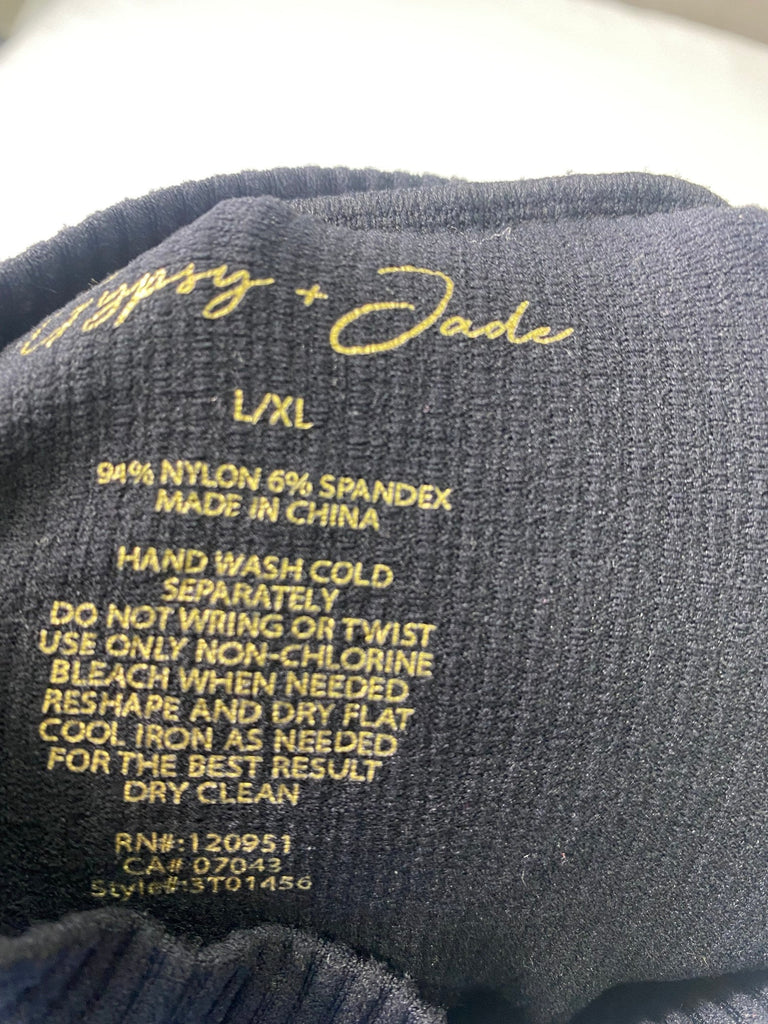 Gypsy + Jade
L/XL
94% NYLON 6% SPANDEX
MADE IN CHINA
HAND WASH COLD
SEPARATELY
DO NOT WRING OR TWIST
USE ONLY NON-CHLORINE
BLEACH WHEN NEEDED
RESHAPE AND DRY FLAT
COOL IRON AS NEEDED
FOR THE BEST RESULT
DRY CLEAN
RN#:120951
CA# 07043
Style#:3T01456